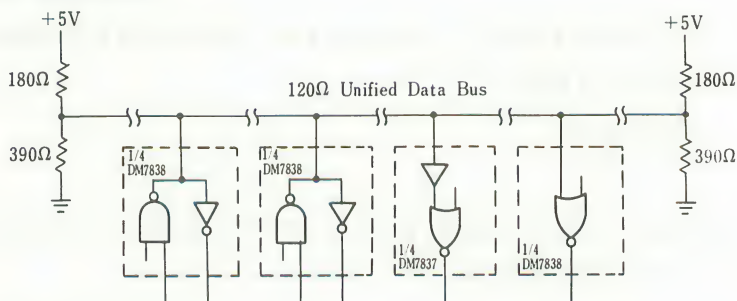 +5V
+5V
180Ω
180Ω
120Ω Unified Data Bus
390Ω
390Ω
1/4
DM7838
1/4
DM7838
1/4
DM7837
1/4
DM7838